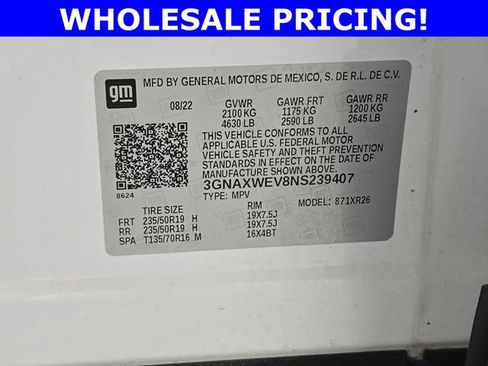 WHOLESALE PRICING!
gm
MFD BY GENERAL MOTORS DE MEXICO, S. DE R.L. DE C.V.
08/22 GVWR GAWR FRT GAWR RR
2100 KG 1175 KG 1200 KG
4630 LB 2590 LB 2645 LB
THIS VEHICLE CONFORMS TO ALL
APPLICABLE U.S. FEDERAL MOTOR
VEHICLE SAFETY AND THEFT PREVENTION
STANDARDS IN EFFECT ON THE DATE OF
MANUFACTURE SHOWN ABOVE.
3GNAXWEV8NS239407
8624
TYPE: MPV MODEL: 871XR26
TIRE SIZE RIM
FRT 235/50R19 H 19X7.5J
RR 235/50R19 H 19X7.5J
SPA T135/70R16 M 16X4BT